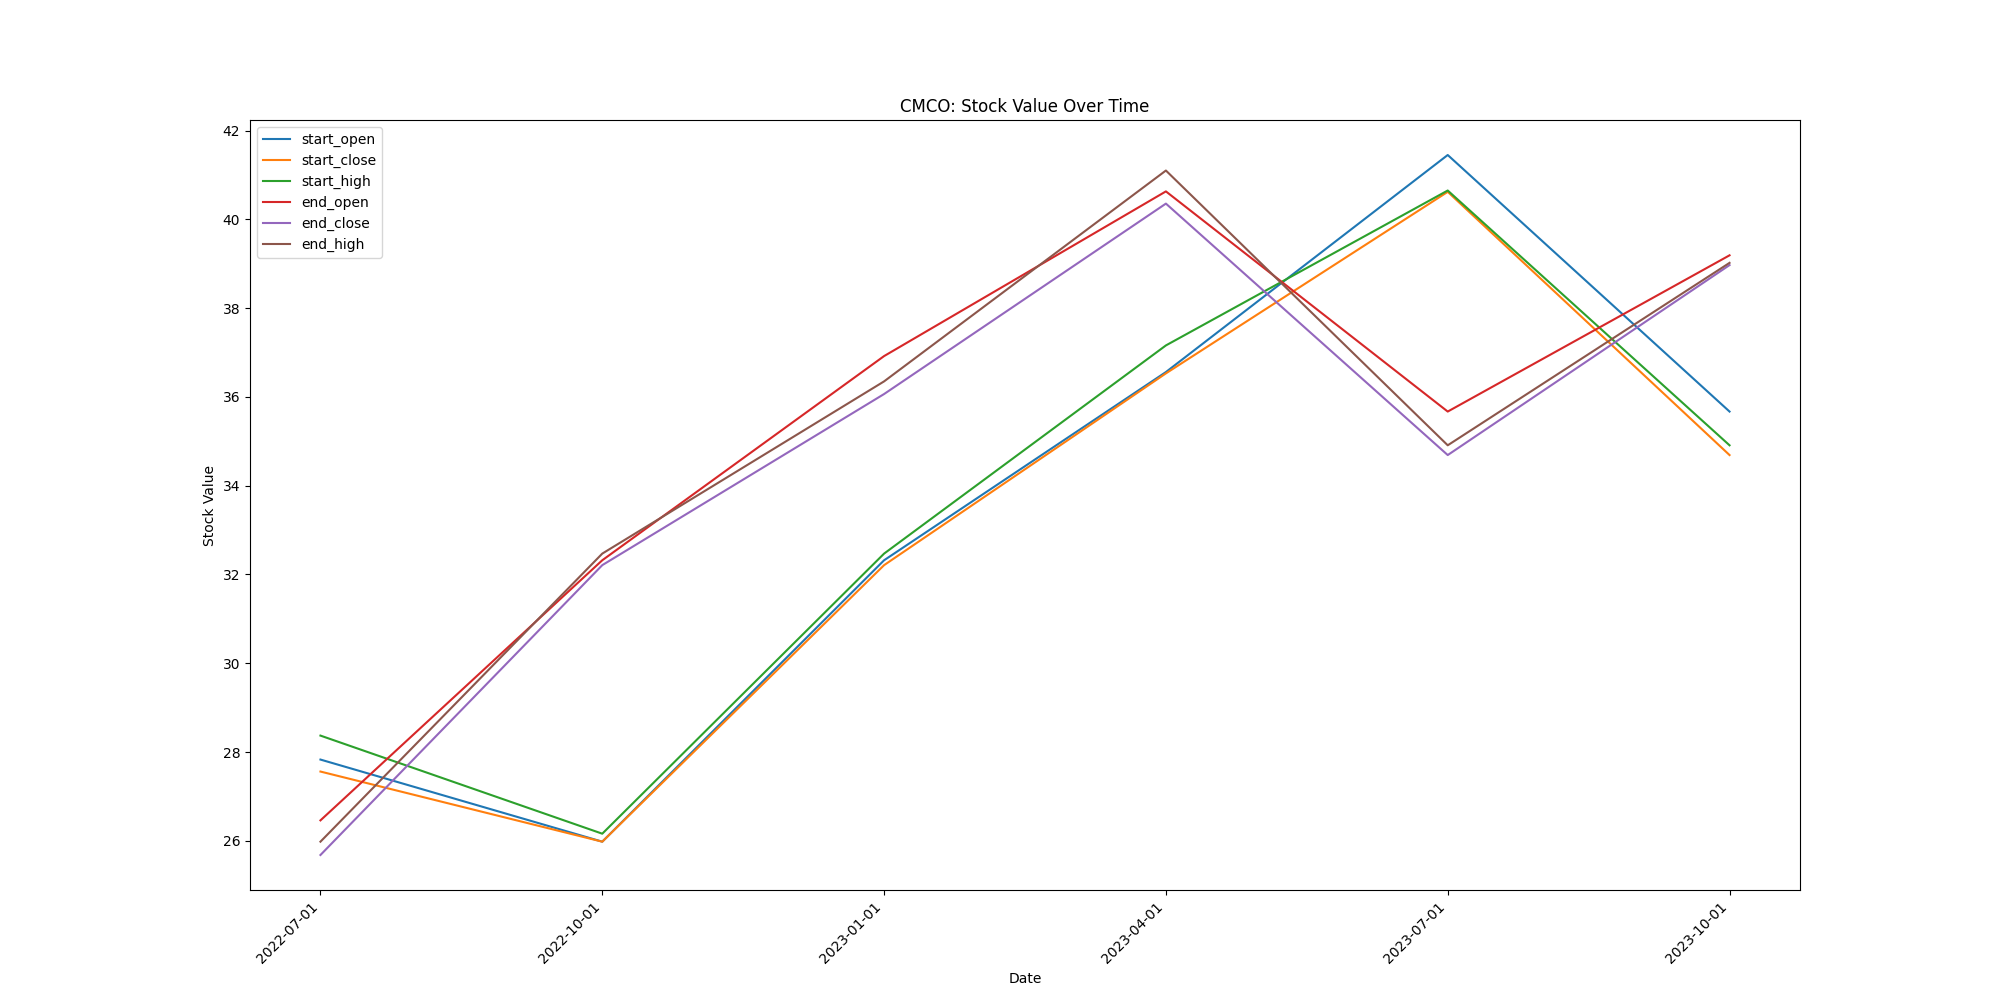 CMCO: Stock Value Over Time
start_open
start_close
start_high
end_open
end_close
end_high
42
40
38
36
34
32
30
28
26
Stock Value
2022-07-01
2022-10-01
2023-01-01
2023-04-01
2023-07-01
2023-10-01
Date